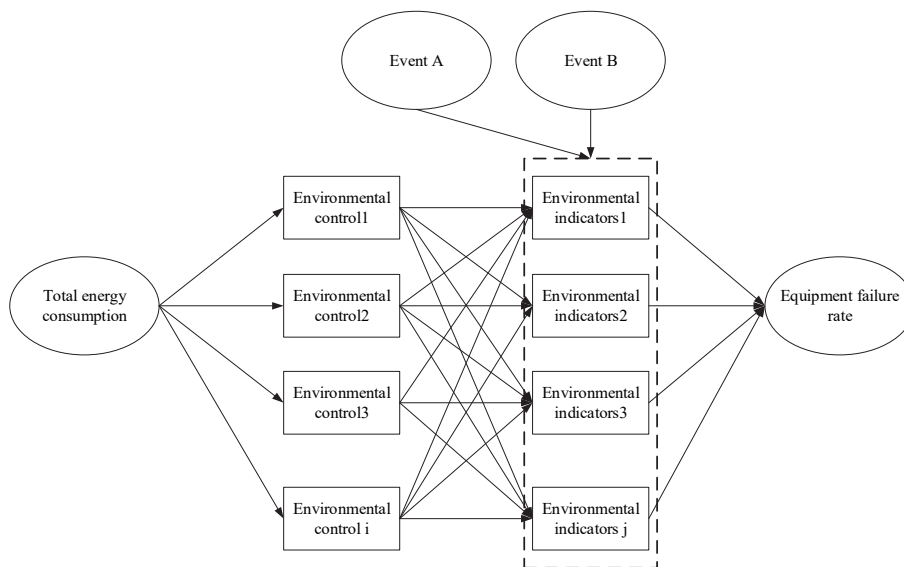 Event A
Event B
Environmental
control1
Environmental
indicators1
Environmental
control2
Environmental
indicators2
Total energy
consumption
Equipment failure
rate
Environmental
control3
Environmental
indicators3
Environmental
control i
Environmental
indicators j